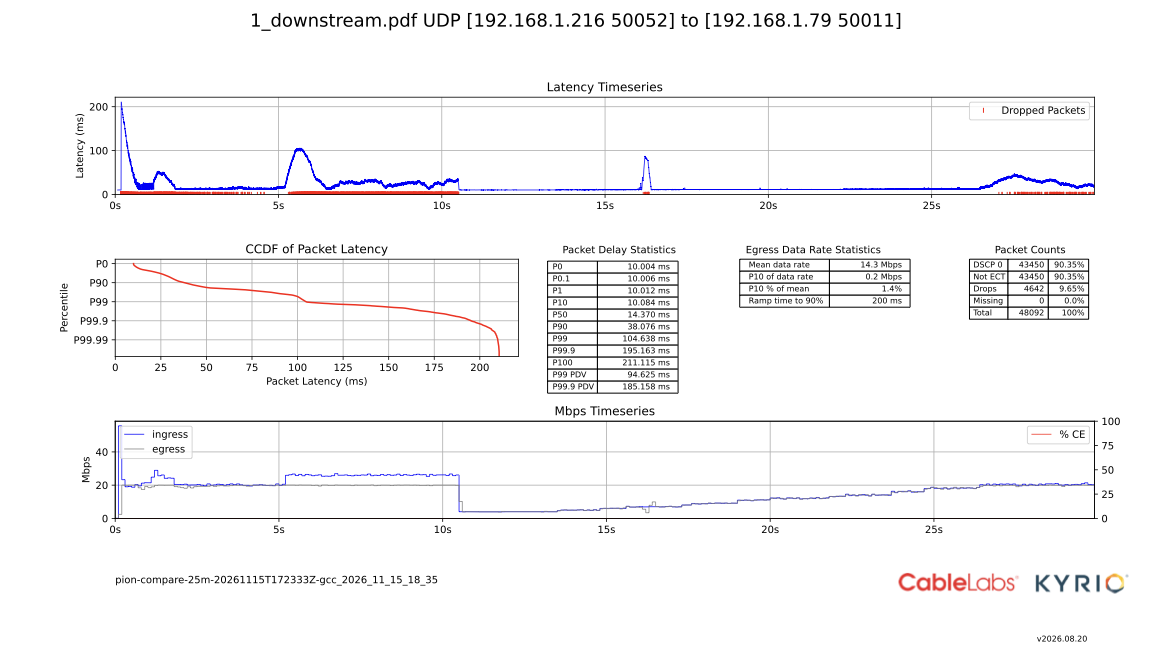 1_downstream.pdf UDP [192.168.1.216 50052] to [192.168.1.79 50011]
Latency Timeseries
Latency (ms)
200
100
0
Dropped Packets
0s 5s 10s 15s 20s 25s
CCDF of Packet Latency
Percentile
P0
P90
P99
P99.9
P99.99
0 25 50 75 100 125 150 175 200
Packet Latency (ms)
Packet Delay Statistics
P0 10.004 ms
P0.1 10.006 ms
P1 10.012 ms
P10 10.084 ms
P50 14.370 ms
P90 38.076 ms
P99 104.638 ms
P99.9 195.163 ms
P100 211.115 ms
P99 PDV 94.625 ms
P99.9 PDV 185.158 ms
Egress Data Rate Statistics
Mean data rate 14.3 Mbps
P10 of data rate 0.2 Mbps
P10 % of mean 1.4%
Ramp time to 90% 200 ms
Packet Counts
DSCP 0 43450 90.35%
Not ECT 43450 90.35%
Drops 4642 9.65%
Missing 0 0.0%
Total 48092 100%
Mbps Timeseries
Mbps
40
20
0
ingress
egress
% CE
100
75
50
25
0
0s 5s 10s 15s 20s 25s
pion-compare-25m-20261115T172333Z-gcc_2026_11_15_18_35
CableLabs
KYRIO
v2026.08.20